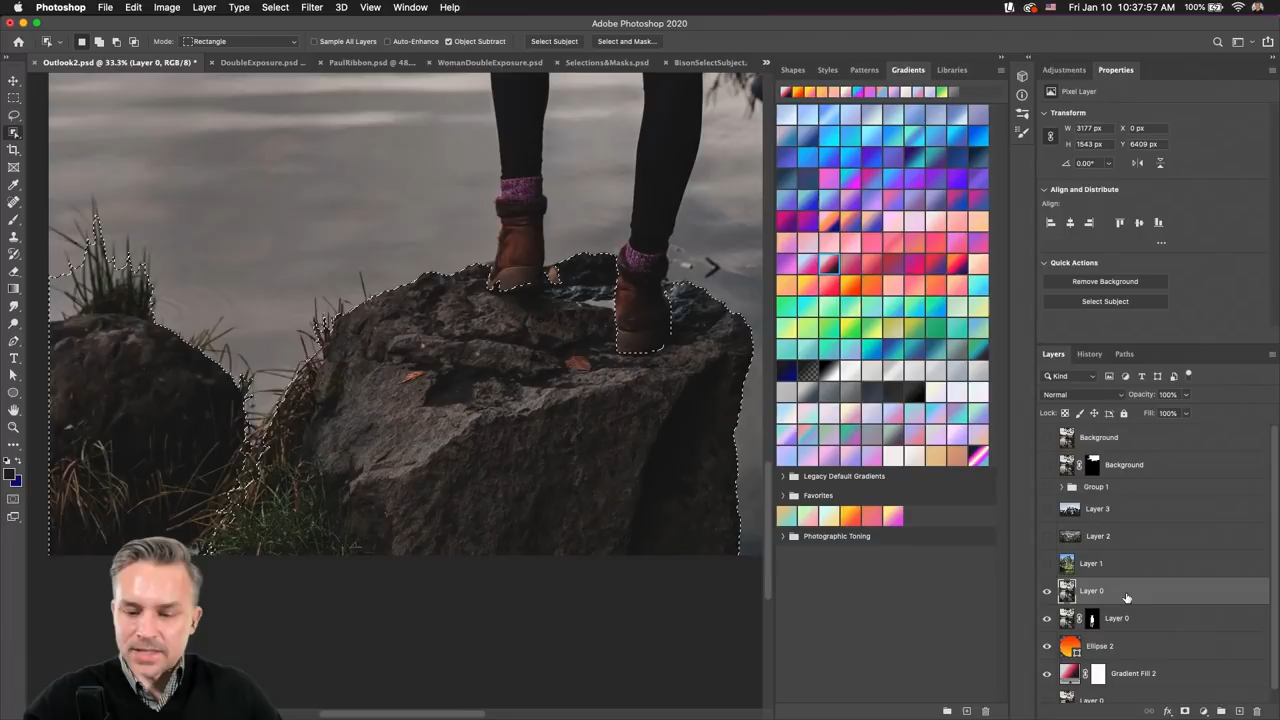 Photoshop File Edit Image Layer Type Select Filter 3D View Window Help 100% Fri Jan 10 10:37:57 AM
Adobe Photoshop 2020
Mode: Rectangle Sample All Layers Auto-Enhance Object Subtract Select Subject Select and Mask...
Outlook2.psd @ 33.3% (Layer 0, RGB/8) * DoubleExposure.psd ... PaulRibbon.psd @ 48.... WomanDoubleExposure.psd Selections&Masks.psd BisonSelectSubject.
Shapes Styles Patterns Gradients Libraries
Adjustments Properties
Pixel Layer
Transform
W 3177 px X 0 px
H 1543 px Y 6409 px
0.00°
Align and Distribute
Align:
Quick Actions
Remove Background
Select Subject
Layers History Paths
Kind
Normal Opacity: 100%
Lock: Fill: 100%
Background
Background
Group 1
Layer 3
Layer 2
Layer 1
Layer 0
Layer 0
Ellipse 2
Gradient Fill 2
Layer 0
Legacy Default Gradients
Favorites
Photographic Toning